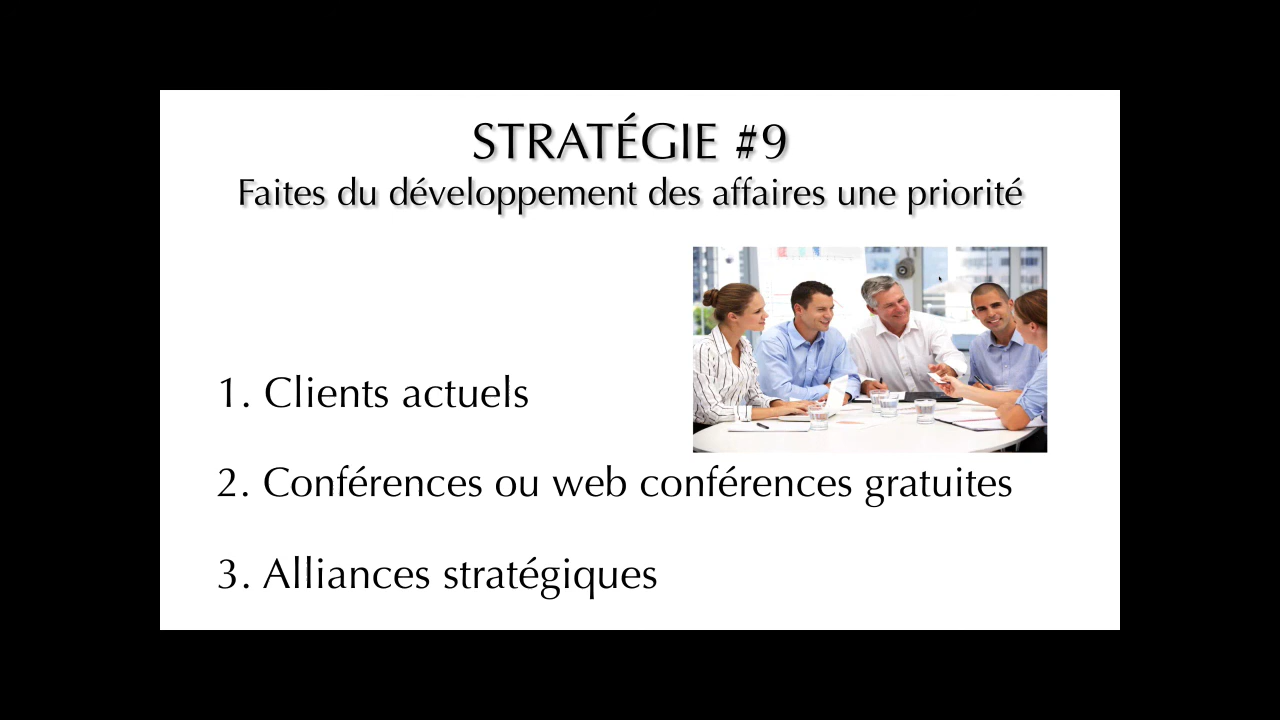 STRATÉGIE #9
Faites du développement des affaires une priorité
1. Clients actuels
2. Conférences ou web conférences gratuites
3. Alliances stratégiques